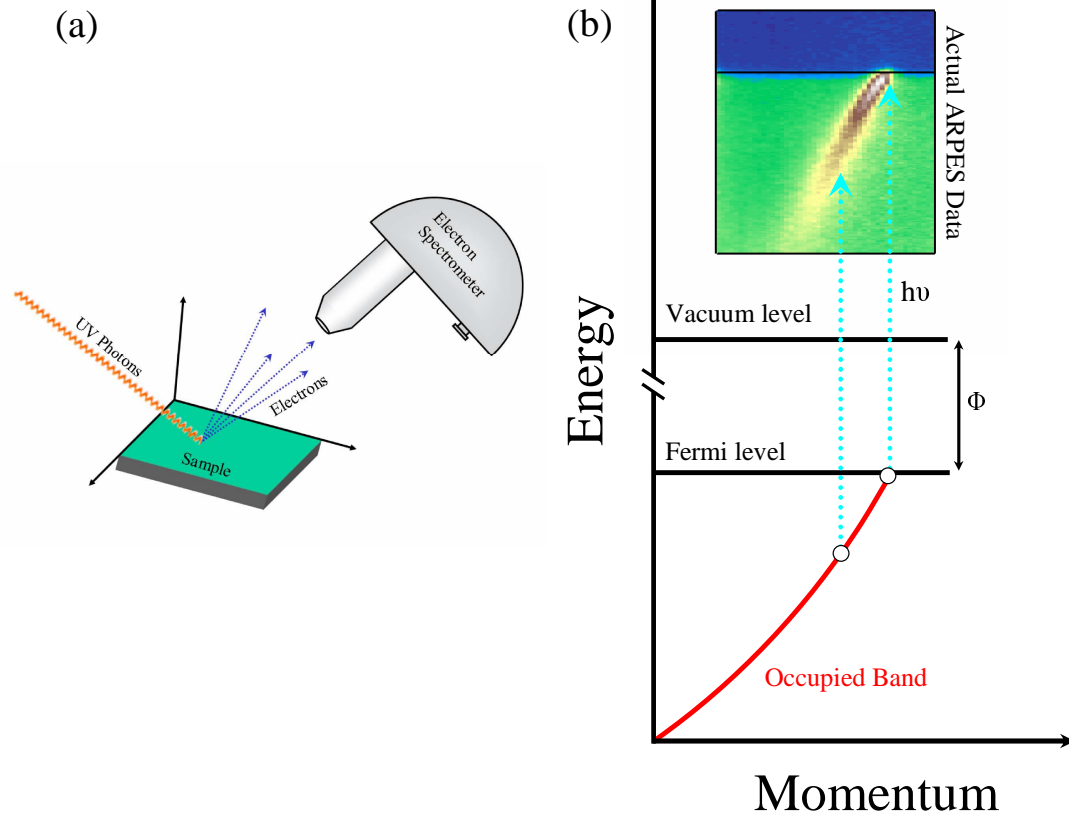 (a)
UV Photons
Electrons
Sample
Electron
Spectrometer
(b)
Actual ARPES Data
hυ
Vacuum level
Φ
Fermi level
Energy
Occupied Band
Momentum